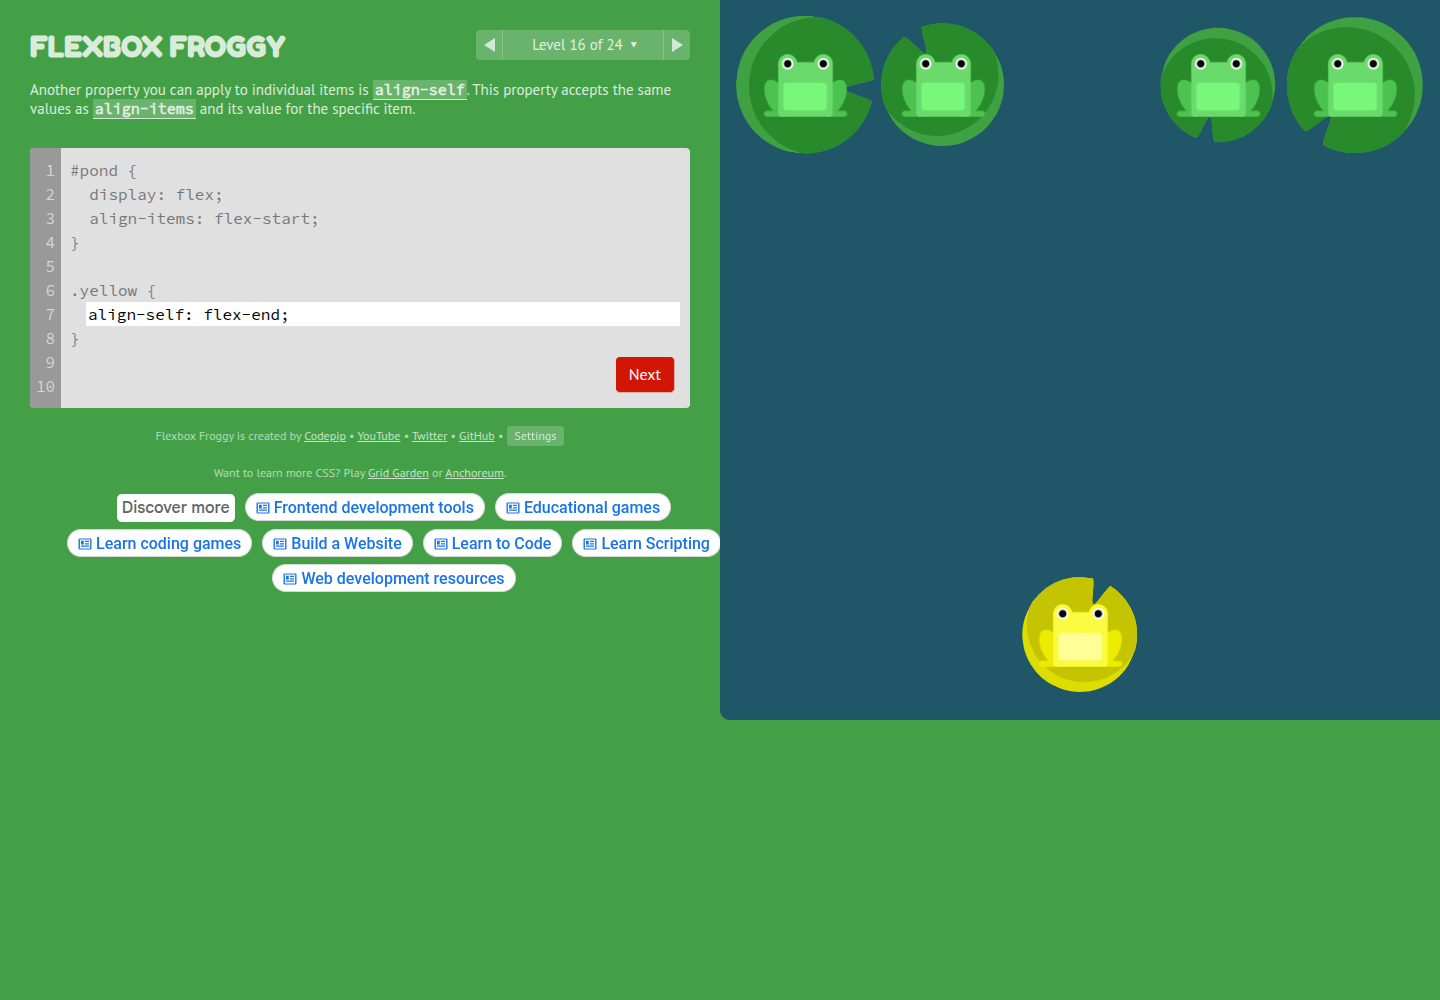 FLEXBOX FROGGY
Level 16 of 24
Another property you can apply to individual items is align-self. This property accepts the same
values as align-items and its value for the specific item.
1 #pond {
2 display: flex;
3 align-items: flex-start;
4 }
5
6 .yellow {
7 align-self: flex-end;
8 }
9
10
Next
Flexbox Froggy is created by Codepip • YouTube • Twitter • GitHub • Settings
Want to learn more CSS? Play Grid Garden or Anchoreum.
Discover more Frontend development tools Educational games
Learn coding games Build a Website Learn to Code Learn Scripting
Web development resources